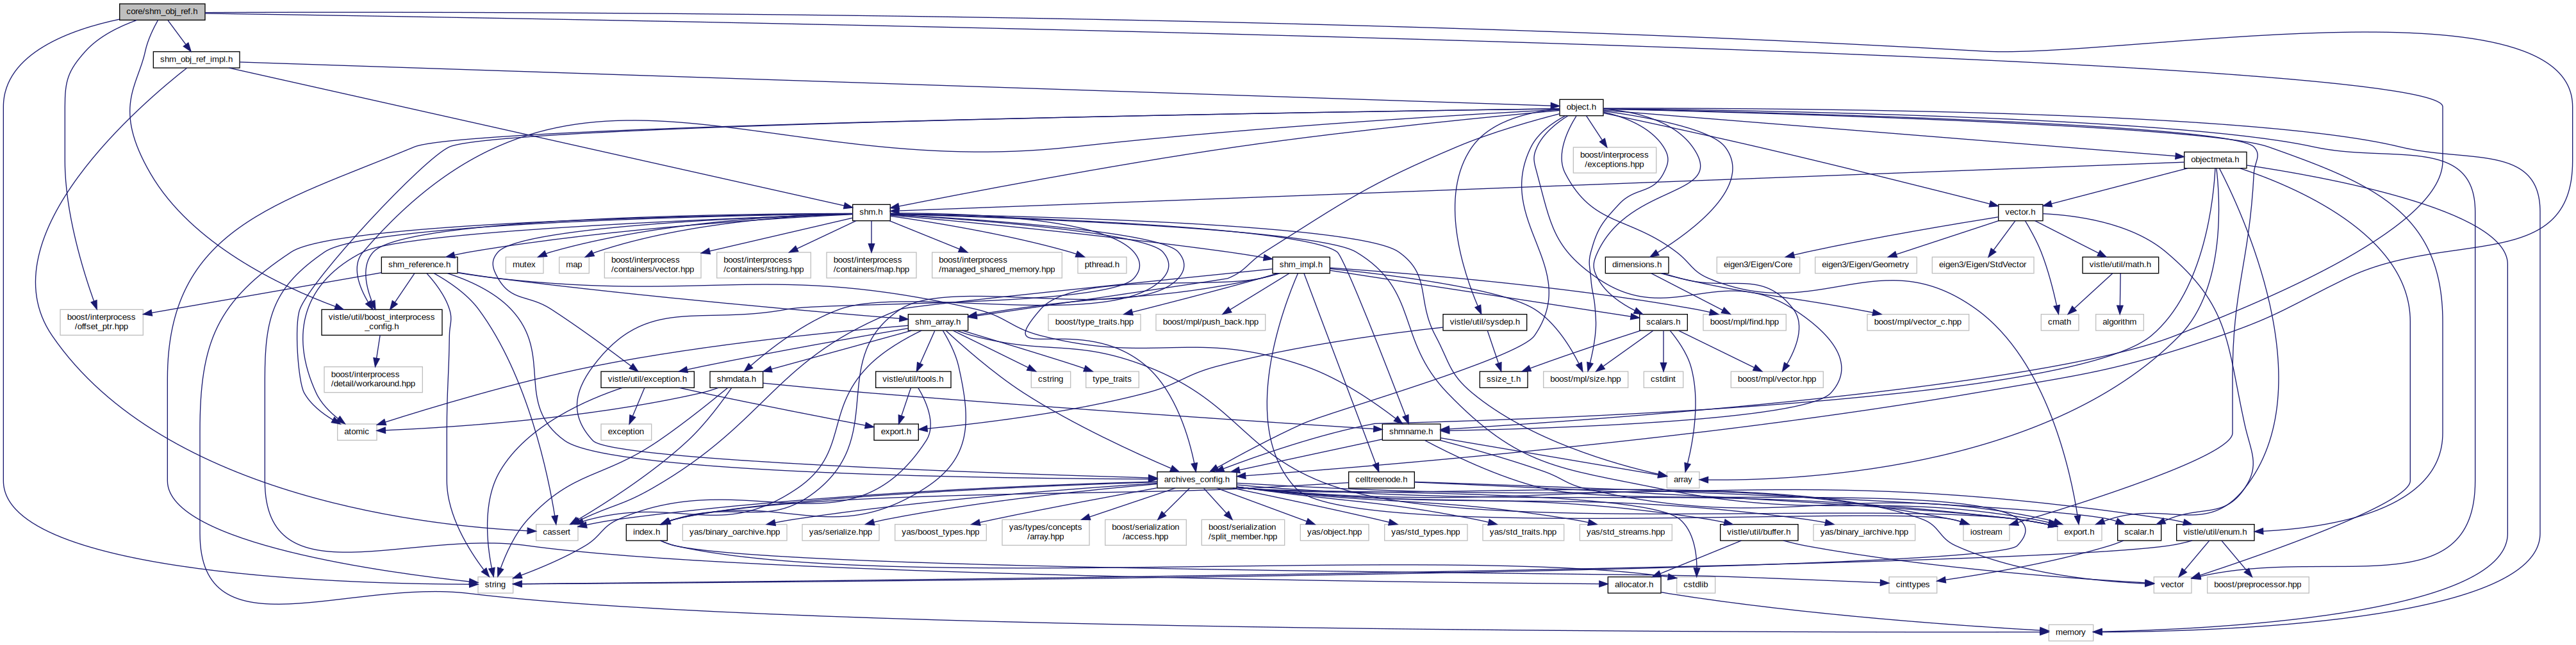 core/shm_obj_ref.h
shm_obj_ref_impl.h
object.h
boost/interprocess
/exceptions.hpp
objectmeta.h
shm.h
vector.h
shm_reference.h
mutex
map
boost/interprocess
/containers/vector.hpp
boost/interprocess
/containers/string.hpp
boost/interprocess
/containers/map.hpp
boost/interprocess
/managed_shared_memory.hpp
pthread.h
shm_impl.h
dimensions.h
eigen3/Eigen/Core
eigen3/Eigen/Geometry
eigen3/Eigen/StdVector
vistle/util/math.h
boost/interprocess
/offset_ptr.hpp
vistle/util/boost_interprocess
_config.h
shm_array.h
boost/type_traits.hpp
boost/mpl/push_back.hpp
vistle/util/sysdep.h
scalars.h
boost/mpl/find.hpp
boost/mpl/vector_c.hpp
cmath
algorithm
boost/interprocess
/detail/workaround.hpp
vistle/util/exception.h
shmdata.h
vistle/util/tools.h
cstring
type_traits
ssize_t.h
boost/mpl/size.hpp
cstdint
boost/mpl/vector.hpp
atomic
exception
export.h
shmname.h
archives_config.h
celltreenode.h
array
cassert
index.h
yas/binary_oarchive.hpp
yas/serialize.hpp
yas/boost_types.hpp
yas/types/concepts
/array.hpp
boost/serialization
/access.hpp
boost/serialization
/split_member.hpp
yas/object.hpp
yas/std_types.hpp
yas/std_traits.hpp
yas/std_streams.hpp
vistle/util/buffer.h
yas/binary_iarchive.hpp
iostream
export.h
scalar.h
vistle/util/enum.h
string
allocator.h
cstdlib
cinttypes
vector
boost/preprocessor.hpp
memory